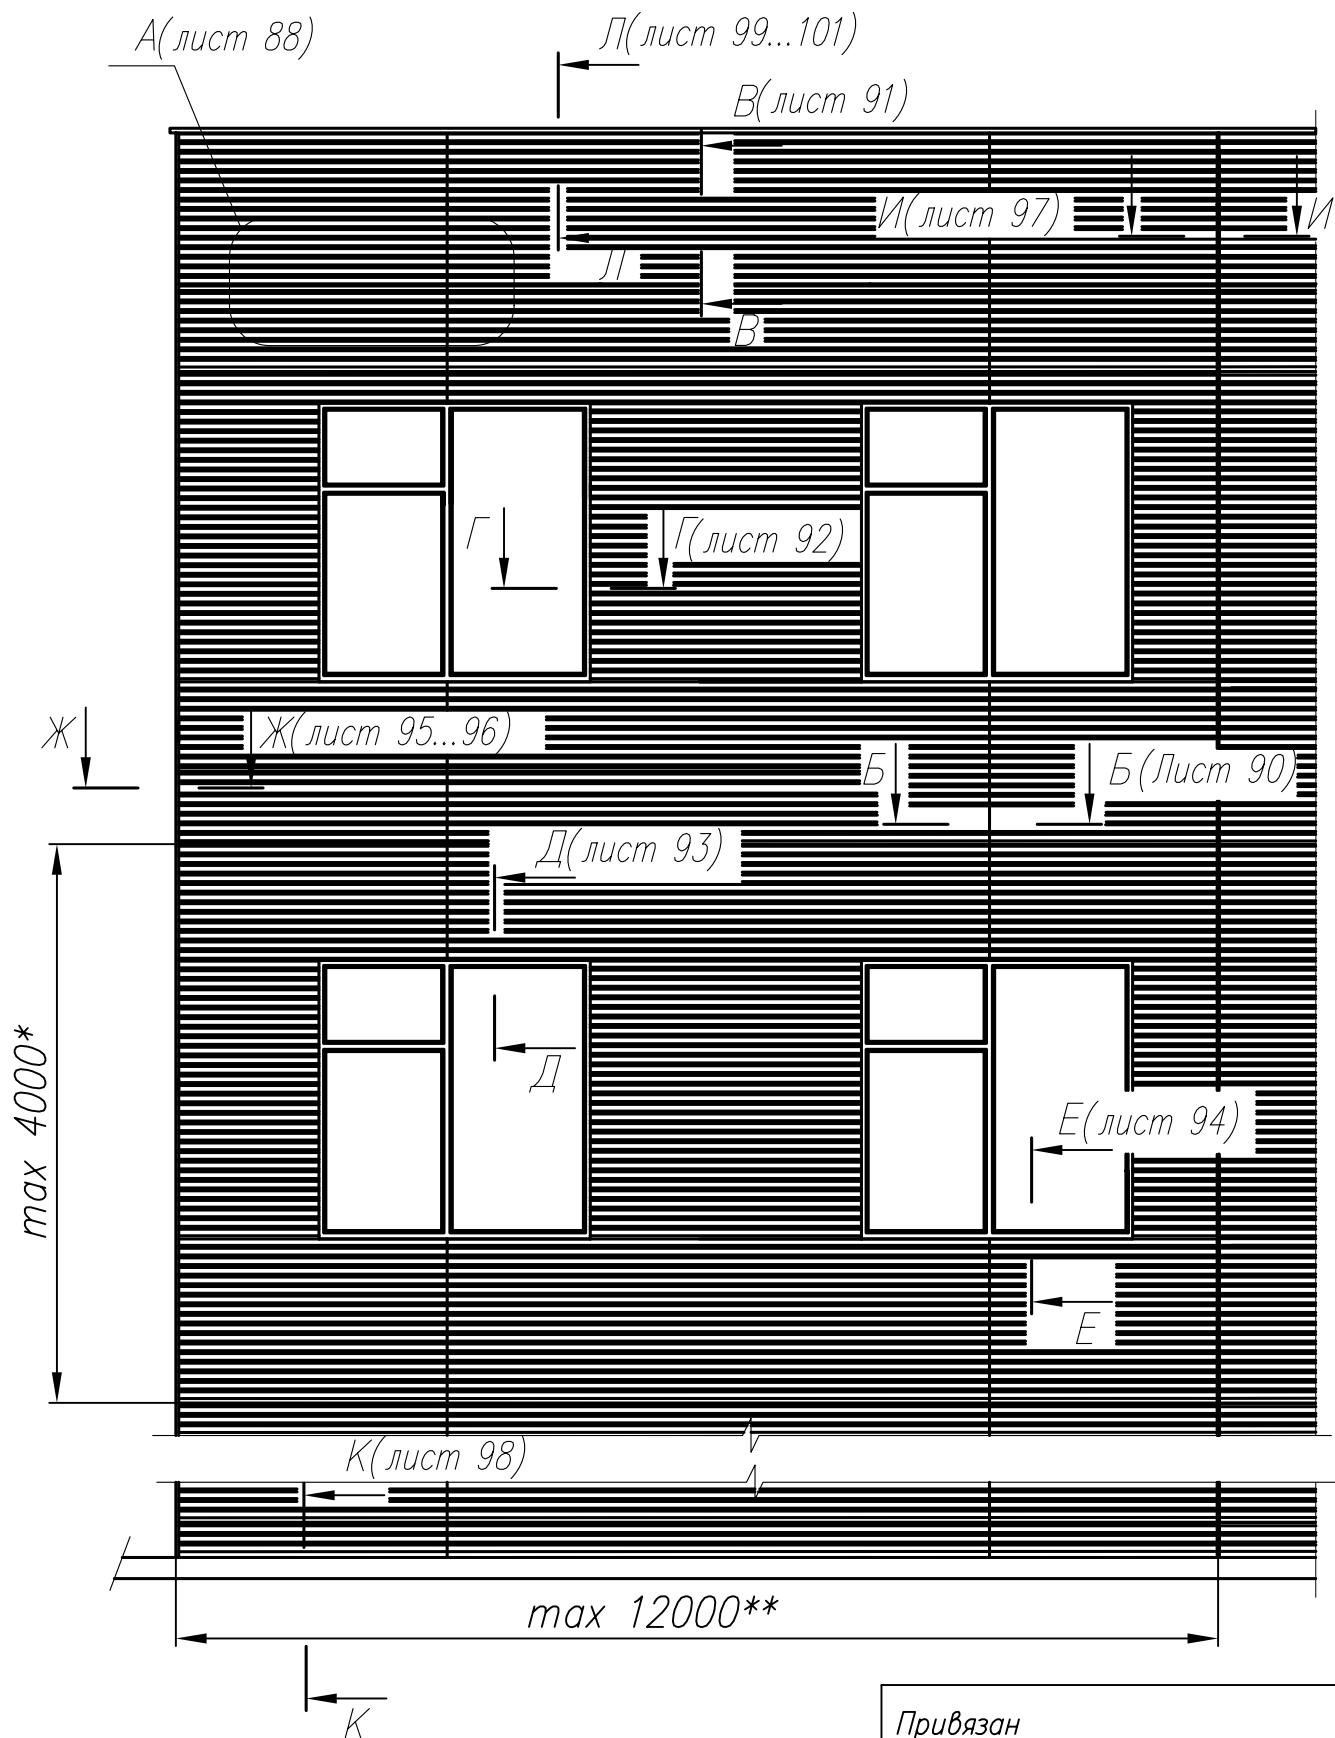 А(лист 88)
Л(лист 99...101)
В(лист 91)
И(лист 97)
И
Л
В
Г
Г(лист 92)
Ж
Ж(лист 95...96)
Б
Б(Лист 90)
Д(лист 93)
max 4000*
Д
Е(лист 94)
Е
К(лист 98)
max 12000**
К
Привязан